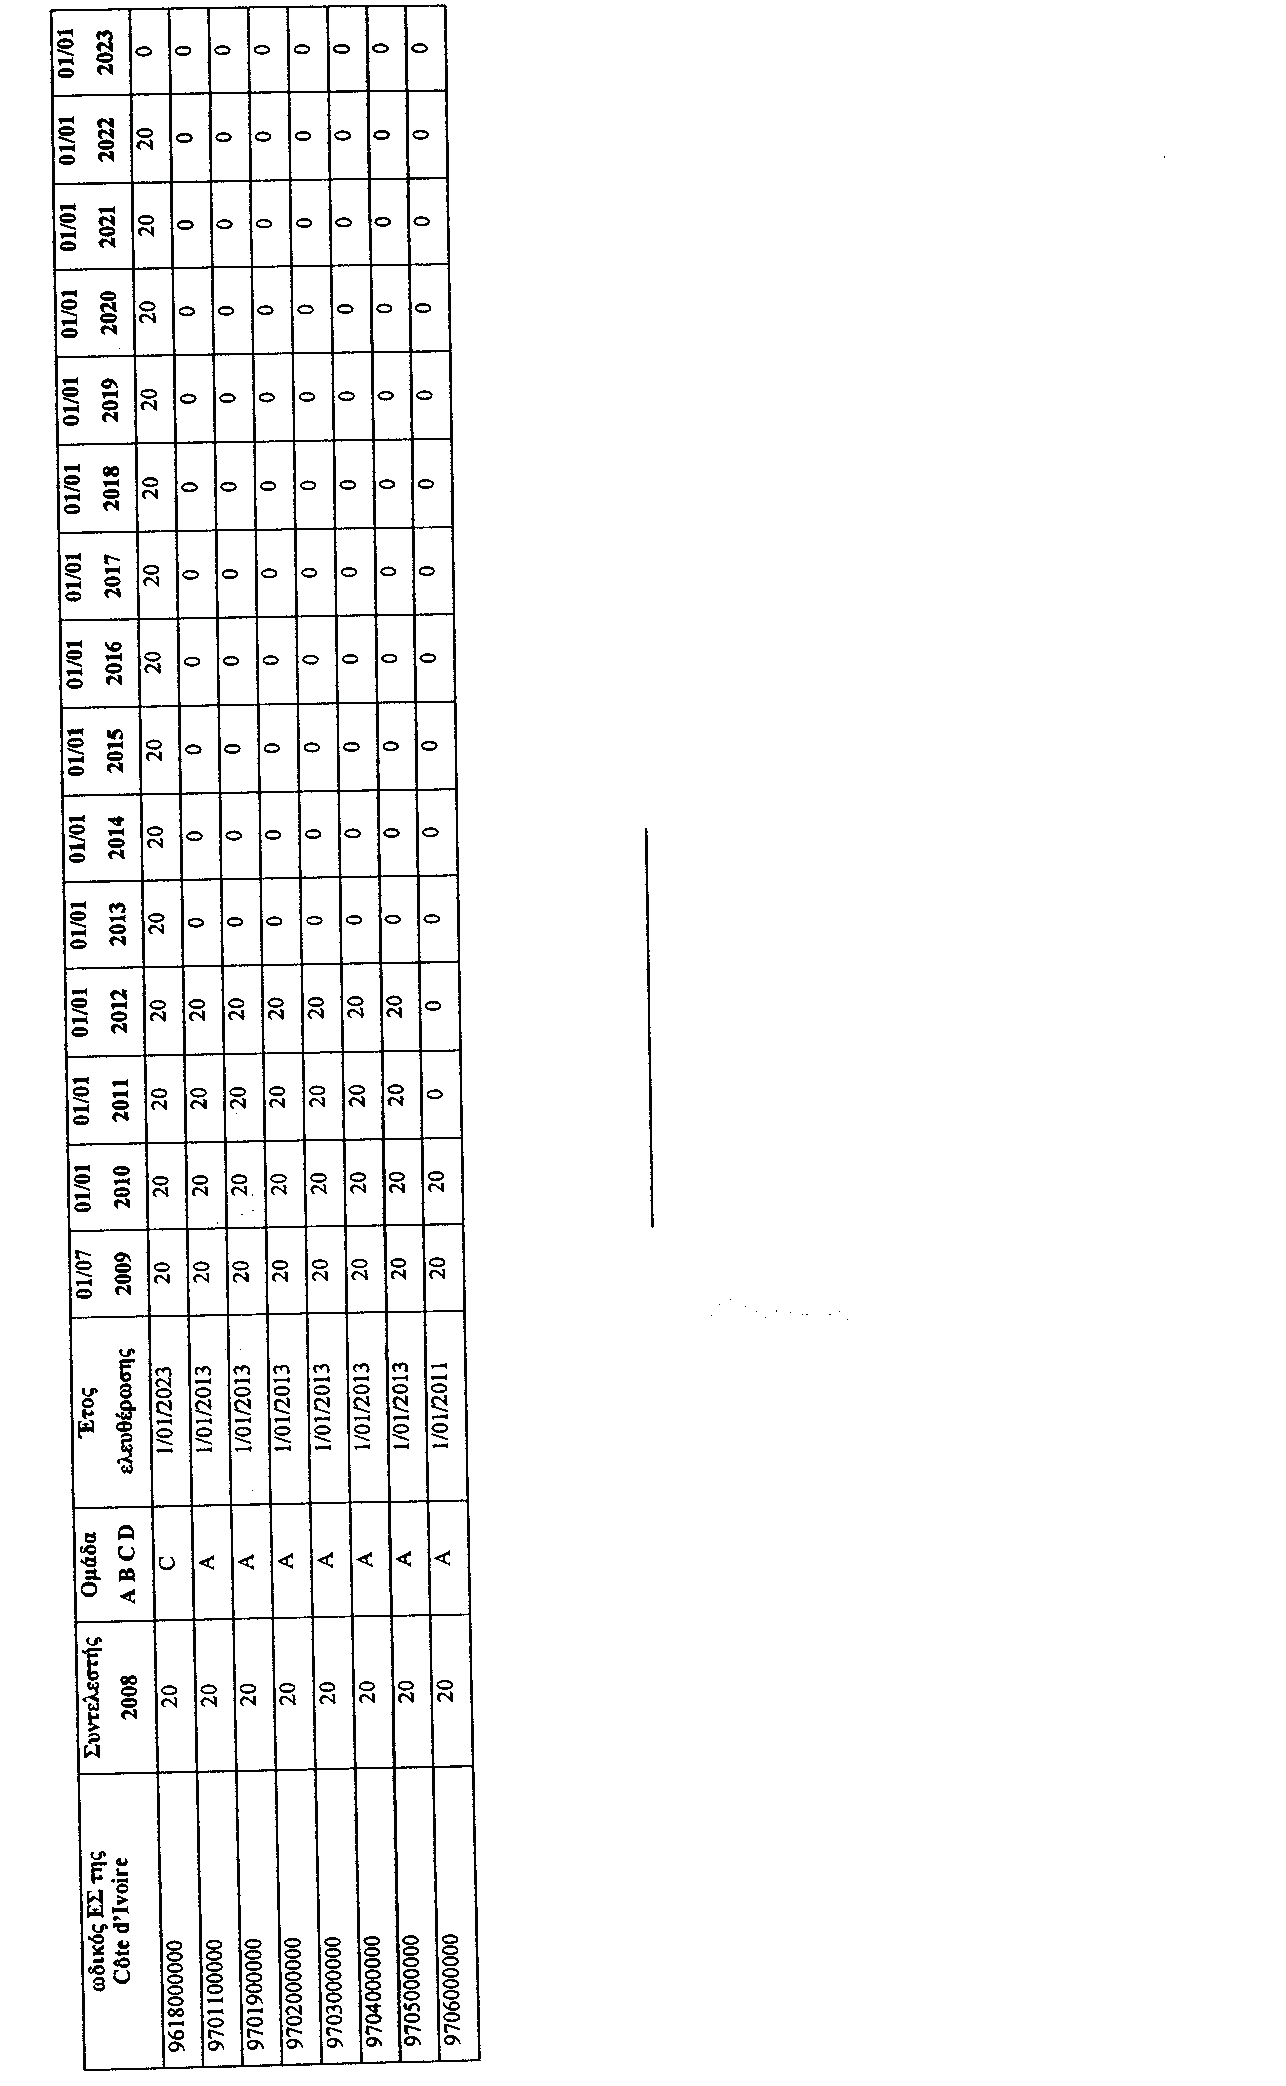 ωδικός ΕΣ της Côte d'Ivoire Συντελεστής 2008 Ομάδα A B C D Έτος ελευθέρωσης 01/07 2009 01/01 2010 01/01 2011 01/01 2012 01/01 2013 01/01 2014 01/01 2015 01/01 2016 01/01 2017 01/01 2018 01/01 2019 01/01 2020 01/01 2021 01/01 2022 01/01 2023
9618000000 20 C 1/01/2023 20 20 20 20 20 20 20 20 20 20 20 20 20 20 0
9701100000 20 A 1/01/2013 20 20 20 20 0 0 0 0 0 0 0 0 0 0 0
9701900000 20 A 1/01/2013 20 20 20 20 0 0 0 0 0 0 0 0 0 0 0
9702000000 20 A 1/01/2013 20 20 20 20 0 0 0 0 0 0 0 0 0 0 0
9703000000 20 A 1/01/2013 20 20 20 20 0 0 0 0 0 0 0 0 0 0 0
9704000000 20 A 1/01/2013 20 20 20 20 0 0 0 0 0 0 0 0 0 0 0
9705000000 20 A 1/01/2013 20 20 20 20 0 0 0 0 0 0 0 0 0 0 0
9706000000 20 A 1/01/2011 20 20 0 0 0 0 0 0 0 0 0 0 0 0 0